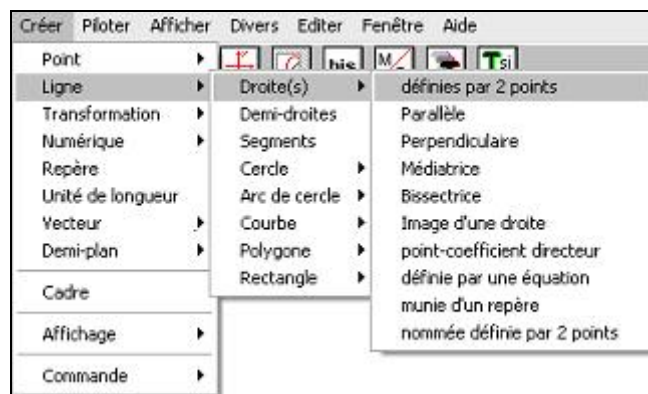 Créer Piloter Afficher Divers Editer Fenêtre Aide
Point
Ligne
Transformation
Numérique
Repère
Unité de longueur
Vecteur
Demi-plan
Cadre
Affichage
Commande
bis M Tsi
Droite(s)
Demi-droites
Segments
Cercle
Arc de cercle
Courbe
Polygone
Rectangle
définies par 2 points
Parallèle
Perpendiculaire
Médiatrice
Bissectrice
Image d'une droite
point-coefficient directeur
définie par une équation
munie d'un repère
nommée définie par 2 points